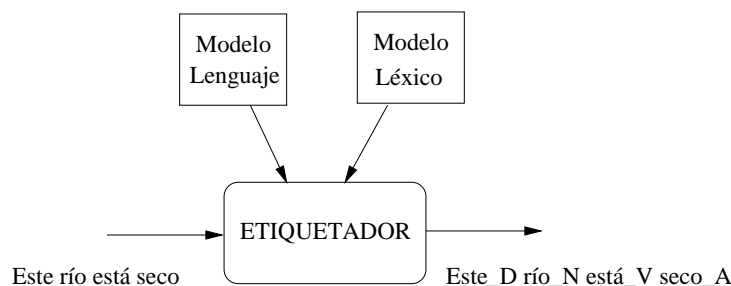 Modelo
Lenguaje
Modelo
Léxico
ETIQUETADOR
Este río está seco
Este_D río_N está_V seco_A